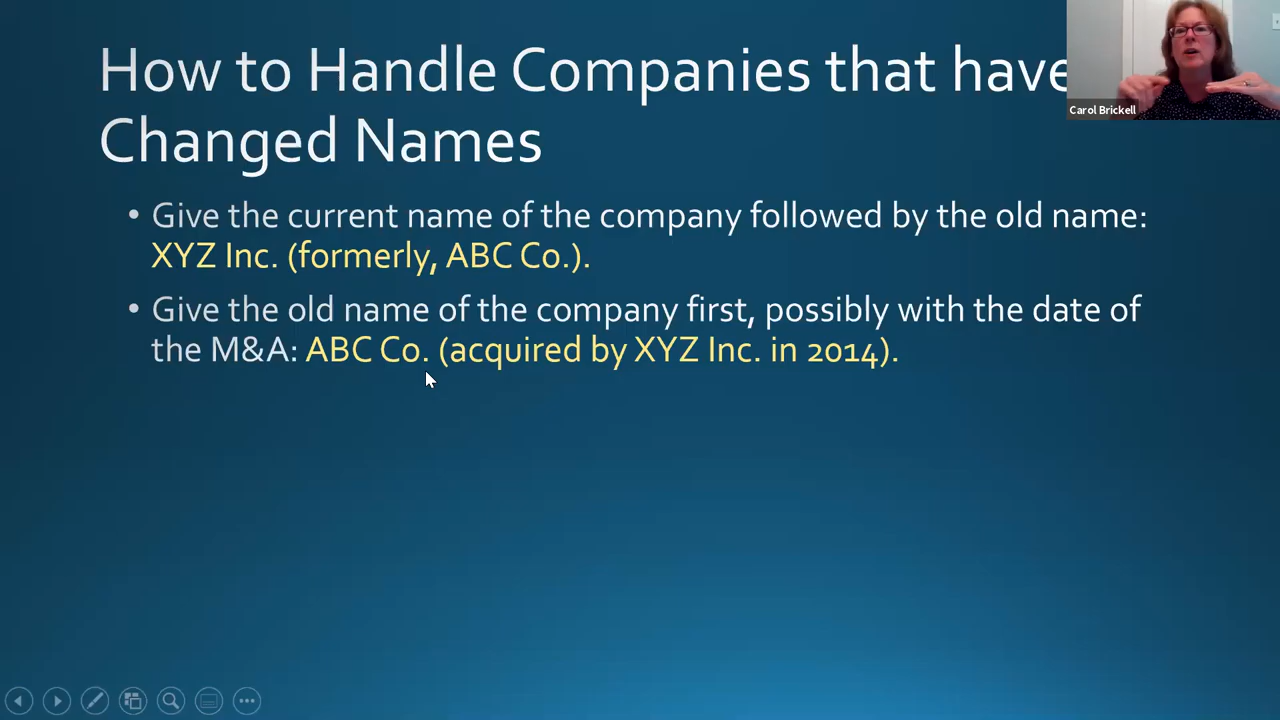 How to Handle Companies that have
Changed Names
• Give the current name of the company followed by the old name:
XYZ Inc. (formerly, ABC Co.).
• Give the old name of the company first, possibly with the date of
the M&A: ABC Co. (acquired by XYZ Inc. in 2014).
Carol Brickell